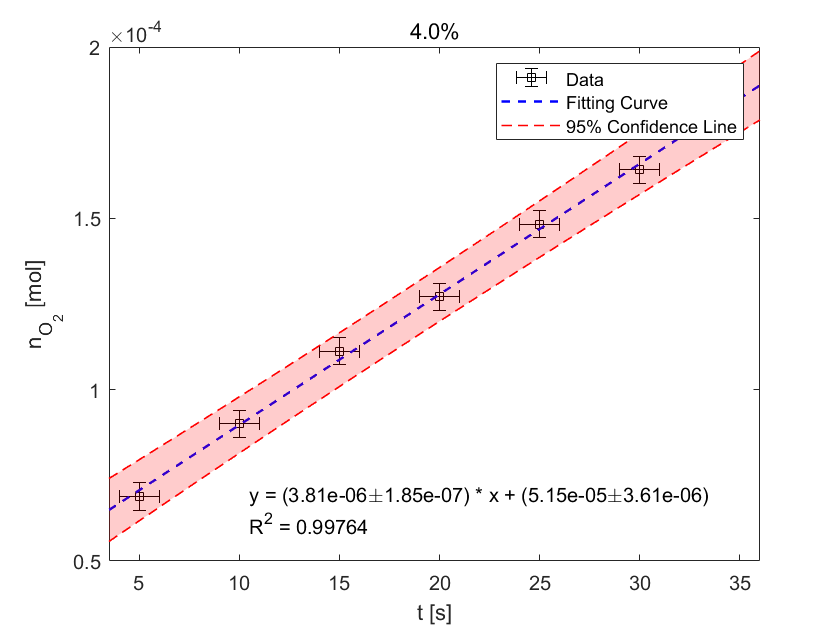 ×10⁻⁴
4.0%
2
1.5
1
0.5
n_O₂ [mol]
Data
Fitting Curve
95% Confidence Line
y = (3.81e-06±1.85e-07) * x + (5.15e-05±3.61e-06)
R² = 0.99764
5 10 15 20 25 30 35
t [s]